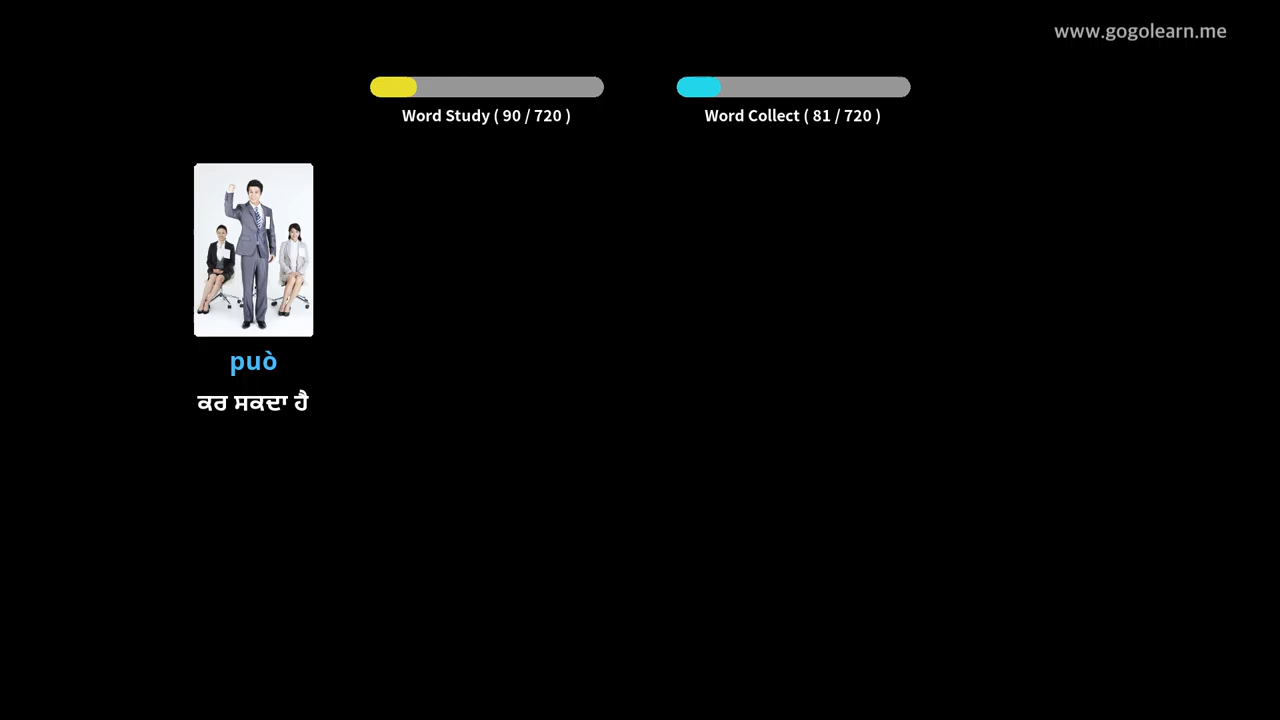 www.gogolearn.me
Word Study ( 90 / 720 )
Word Collect ( 81 / 720 )
può
ਕਰ ਸਕਦਾ ਹੈ